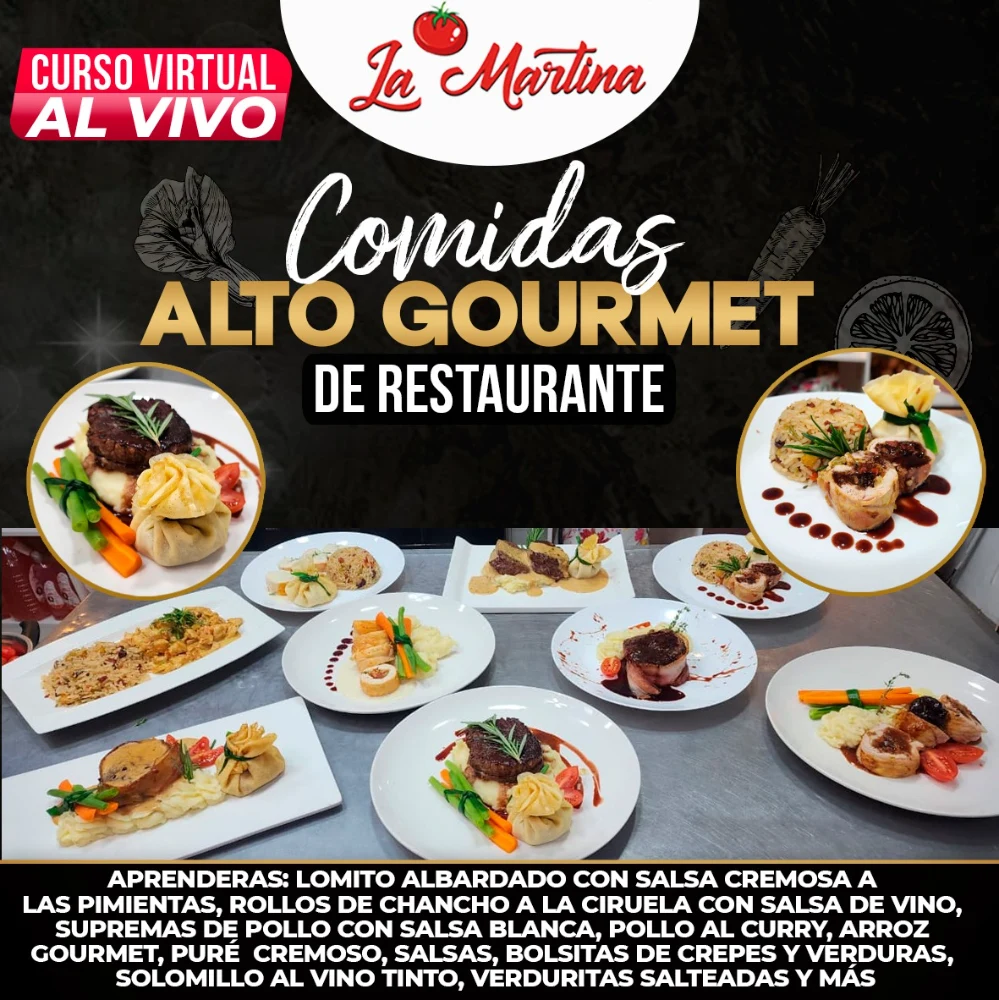 La Martina
CURSO VIRTUAL
AL VIVO
Comidas
ALTO GOURMET
DE RESTAURANTE
APRENDERAS: LOMITO ALBARDADO CON SALSA CREMOSA A
LAS PIMIENTAS, ROLLOS DE CHANCHO A LA CIRUELA CON SALSA DE VINO,
SUPREMAS DE POLLO CON SALSA BLANCA, POLLO AL CURRY, ARROZ
GOURMET, PURÉ CREMOSO, SALSAS, BOLSITAS DE CREPES Y VERDURAS,
SOLOMILLO AL VINO TINTO, VERDURITAS SALTEADAS Y MÁS